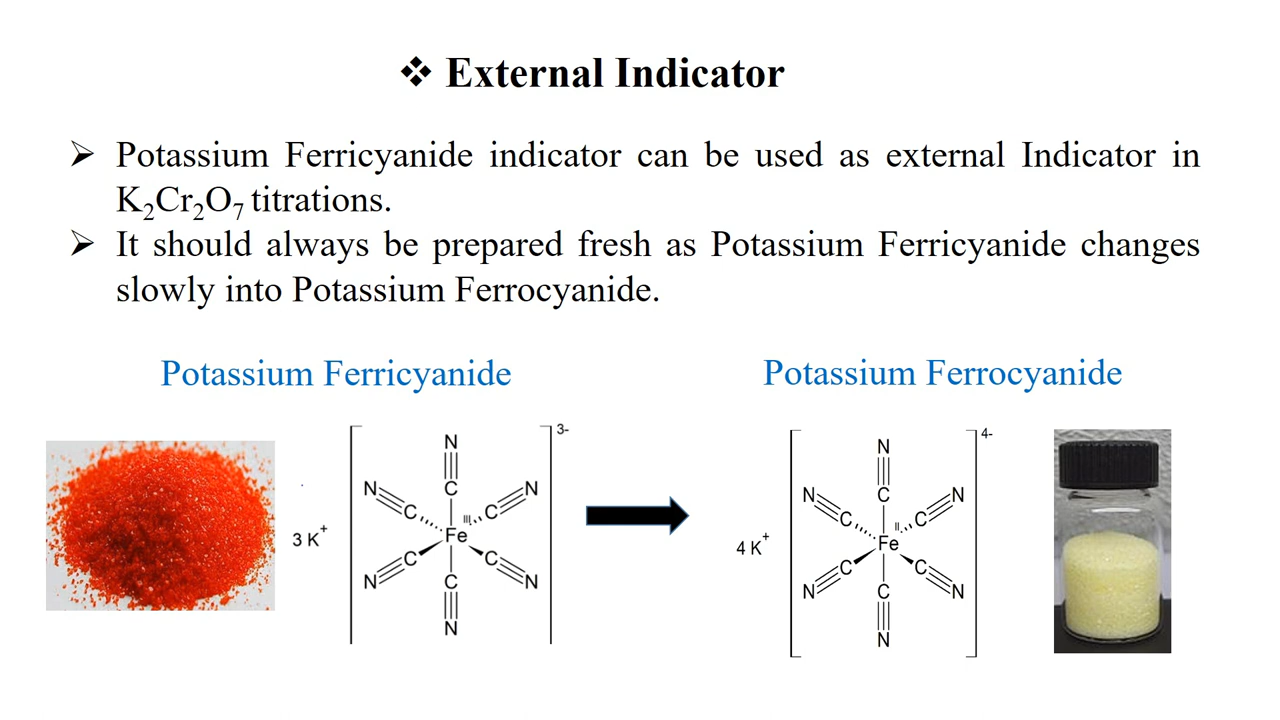 ❖ External Indicator
➢ Potassium Ferricyanide indicator can be used as external Indicator in
K₂Cr₂O₇ titrations.
➢ It should always be prepared fresh as Potassium Ferricyanide changes
slowly into Potassium Ferrocyanide.
Potassium Ferricyanide
Potassium Ferrocyanide
3 K⁺
N
C
N C
C N
Fe III
N C
C N
C
N
3-
4 K⁺
N
C
N C
C N
Fe II
N C
C N
C
N
4-